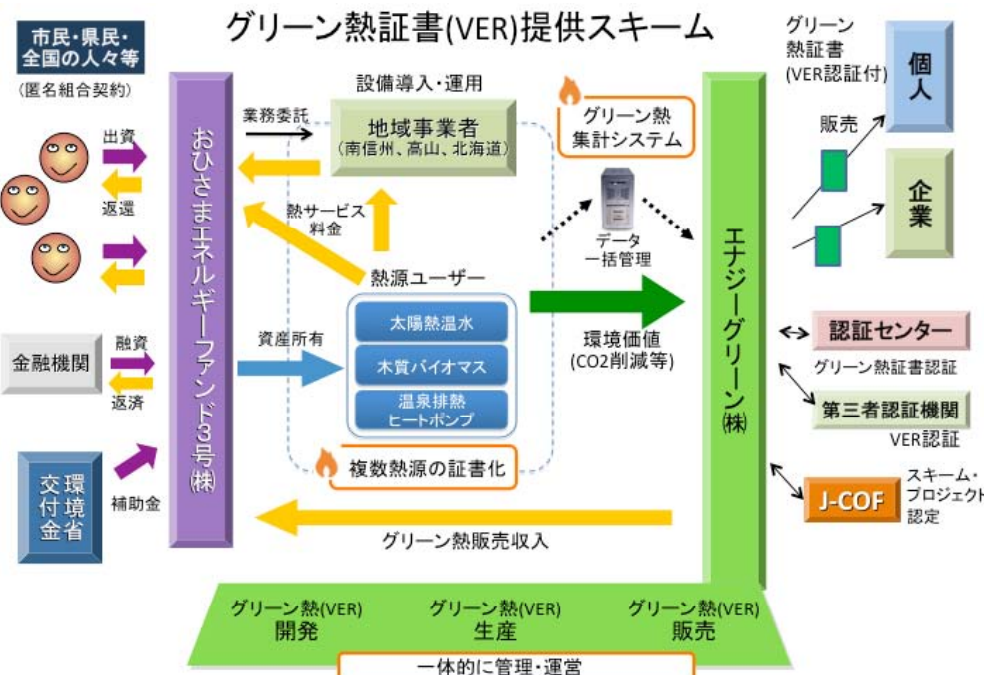 グリーン熱証書(VER)提供スキーム
市民・県民・
全国の人々等
(匿名組合契約)
出資
返還
金融機関
融資
返済
環境省
交付金
補助金
おひさまエネルギーファンド3号㈱
業務委託
設備導入・運用
地域事業者
(南信州、高山、北海道)
熱サービス
料金
熱源ユーザー
資産所有
太陽熱温水
木質バイオマス
温泉排熱
ヒートポンプ
複数熱源の証書化
グリーン熱
集計システム
データ
一括管理
環境価値
(CO2削減等)
グリーン熱販売収入
エナジーグリーン㈱
グリーン
熱証書
(VER認証付)
販売
個人
企業
認証センター
グリーン熱証書認証
第三者認証機関
VER認証
J-COF
スキーム・
プロジェクト
認定
グリーン熱(VER)
開発
グリーン熱(VER)
生産
グリーン熱(VER)
販売
一体的に管理・運営